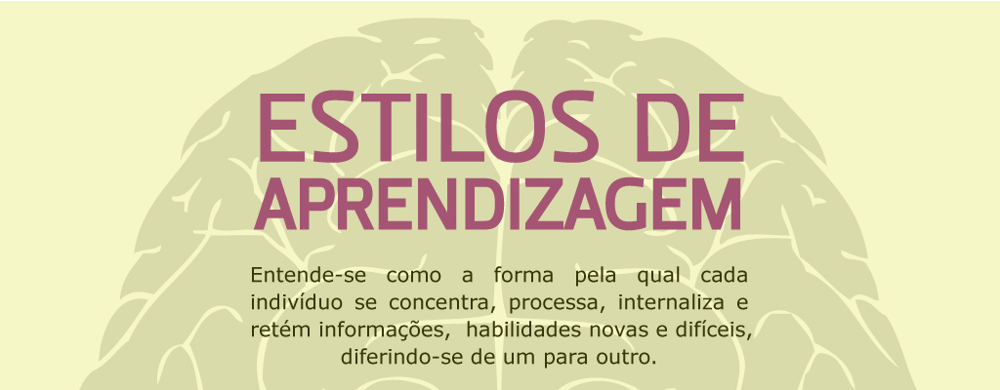 ESTILOS DE
APRENDIZAGEM
Entende-se como a forma pela qual cada
indivíduo se concentra, processa, internaliza e
retém informações, habilidades novas e difíceis,
diferindo-se de um para outro.